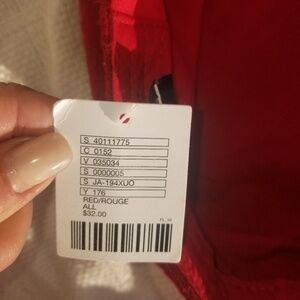 S 40111775
C 0152
V 035034
S 0000005
S JA-194XUO
Y 176
RED/ROUGE
ALL
$32.00